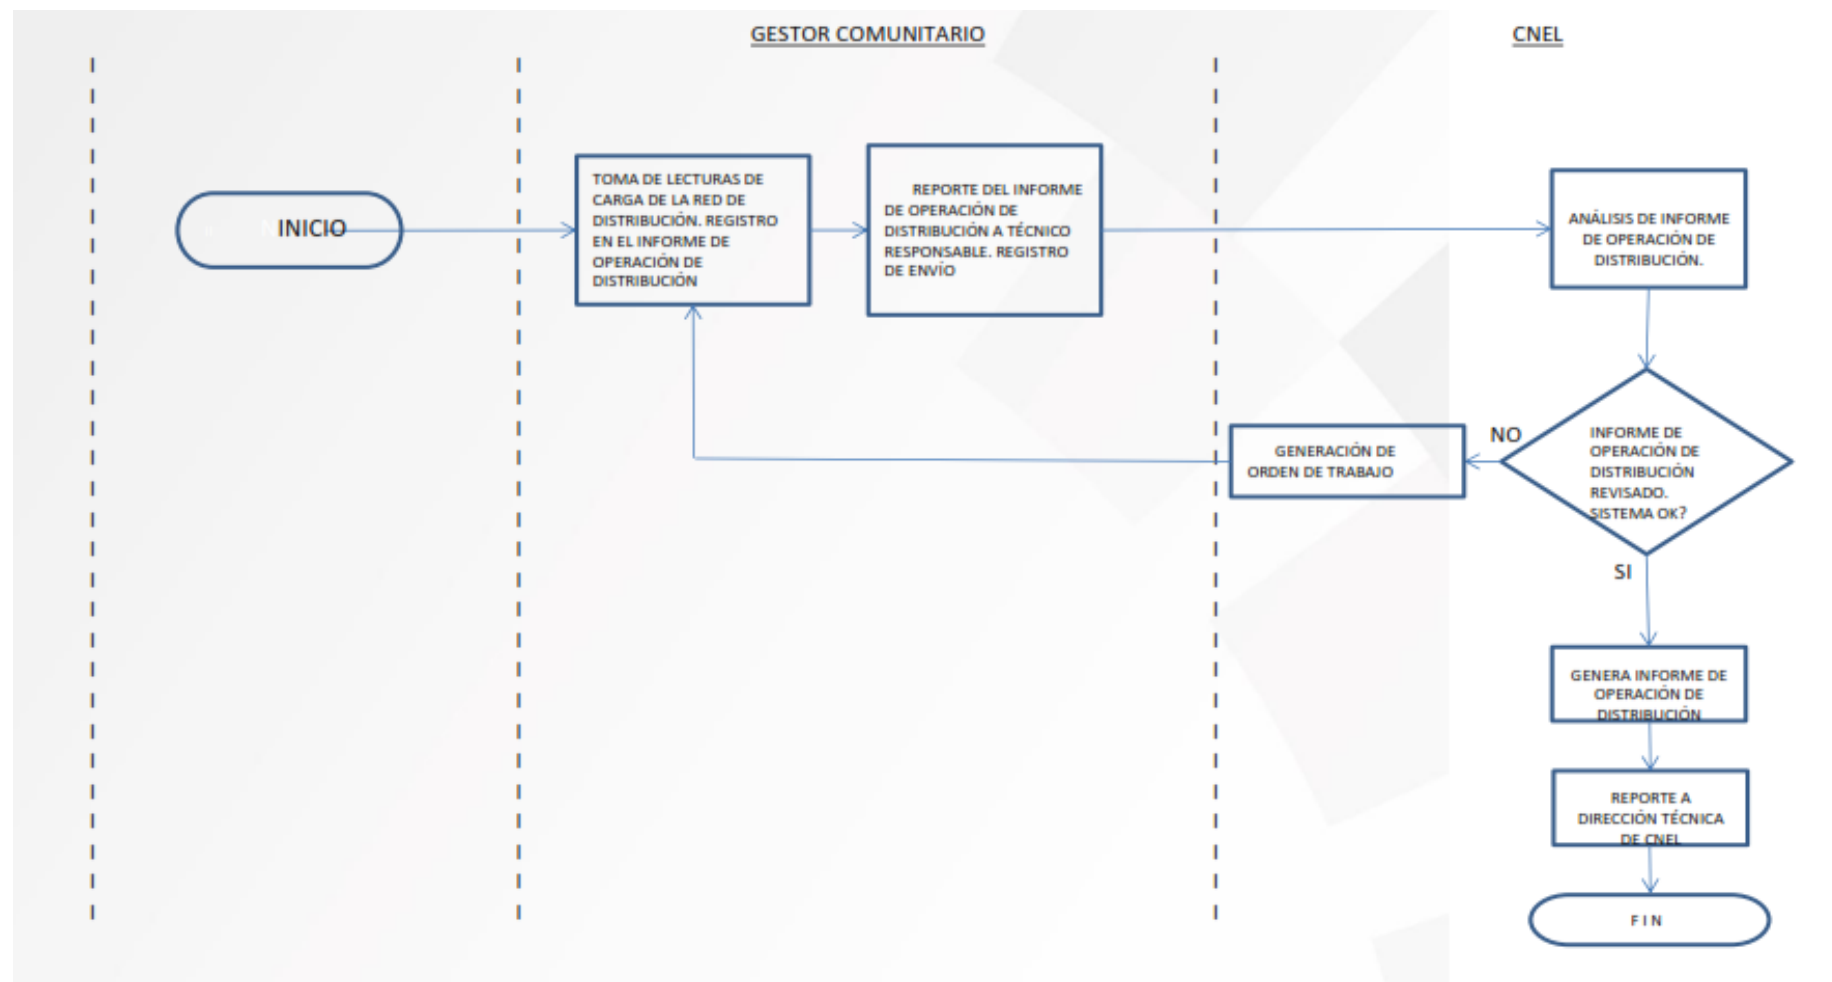 GESTOR COMUNITARIO
CNEL
INICIO
TOMA DE LECTURAS DE
CARGA DE LA RED DE
DISTRIBUCIÓN. REGISTRO
EN EL INFORME DE
OPERACIÓN DE
DISTRIBUCIÓN
REPORTE DEL INFORME
DE OPERACIÓN DE
DISTRIBUCIÓN A TÉCNICO
RESPONSABLE. REGISTRO
DE ENVÍO
ANÁLISIS DE INFORME
DE OPERACIÓN DE
DISTRIBUCIÓN.
INFORME DE
OPERACIÓN DE
DISTRIBUCIÓN
REVISADO.
SISTEMA OK?
NO
GENERACIÓN DE
ORDEN DE TRABAJO
SI
GENERA INFORME DE
OPERACIÓN DE
DISTRIBUCIÓN
REPORTE A
DIRECCIÓN TÉCNICA
DE CNEL
F I N